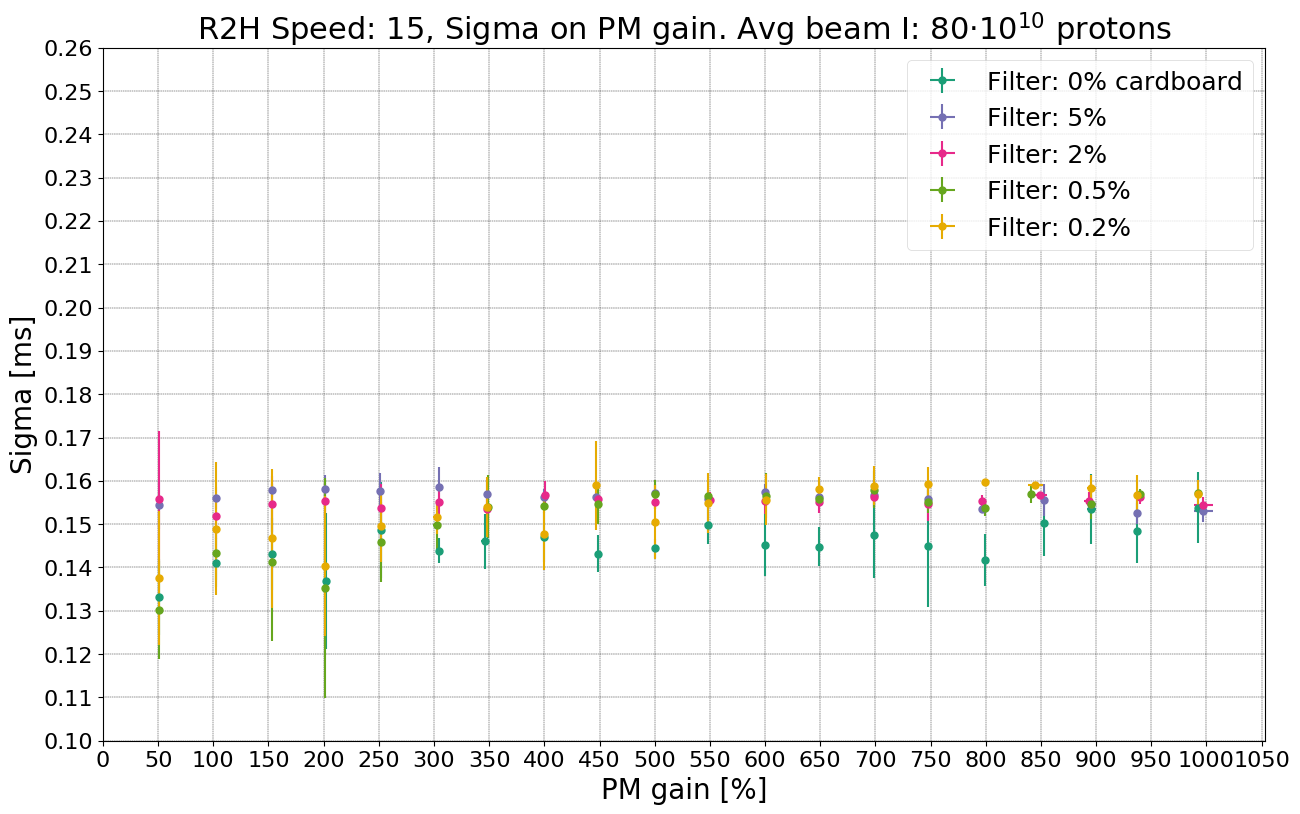 R2H Speed: 15, Sigma on PM gain. Avg beam I: 80·10¹⁰ protons
0.26
0.25
0.24
0.23
0.22
0.21
0.20
0.19
0.18
0.17
0.16
0.15
0.14
0.13
0.12
0.11
0.10
Sigma [ms]
Filter: 0% cardboard
Filter: 5%
Filter: 2%
Filter: 0.5%
Filter: 0.2%
0 50 100 150 200 250 300 350 400 450 500 550 600 650 700 750 800 850 900 950 1000 1050
PM gain [%]